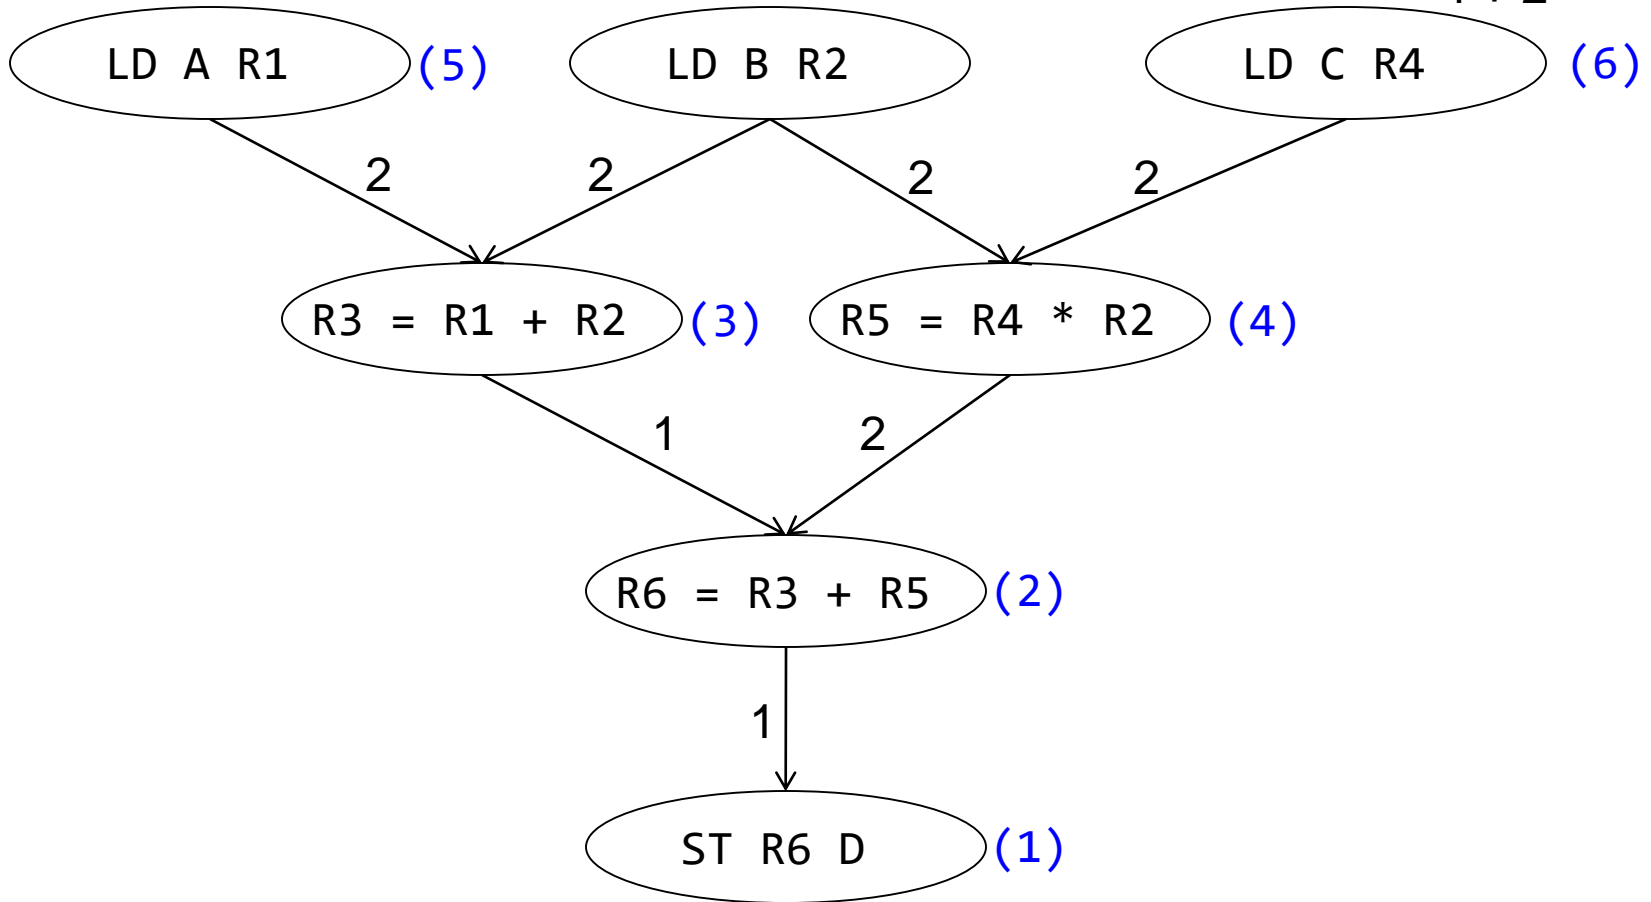 LD A R1 (5) LD B R2 LD C R4 (6)
2 2 2 2
R3 = R1 + R2 (3) R5 = R4 * R2 (4)
1 2
R6 = R3 + R5 (2)
1
ST R6 D (1)